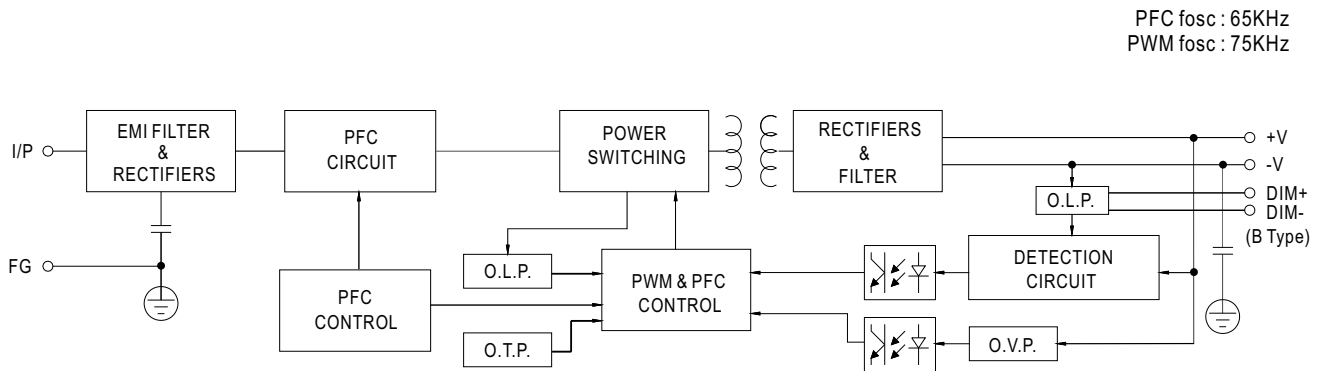 PFC fosc : 65KHz
PWM fosc : 75KHz
I/P
EMI FILTER
&
RECTIFIERS
PFC
CIRCUIT
POWER
SWITCHING
RECTIFIERS
&
FILTER
+V
-V
DIM+
DIM-
(B Type)
O.L.P.
FG
O.L.P.
PFC
CONTROL
PWM & PFC
CONTROL
DETECTION
CIRCUIT
O.T.P.
O.V.P.